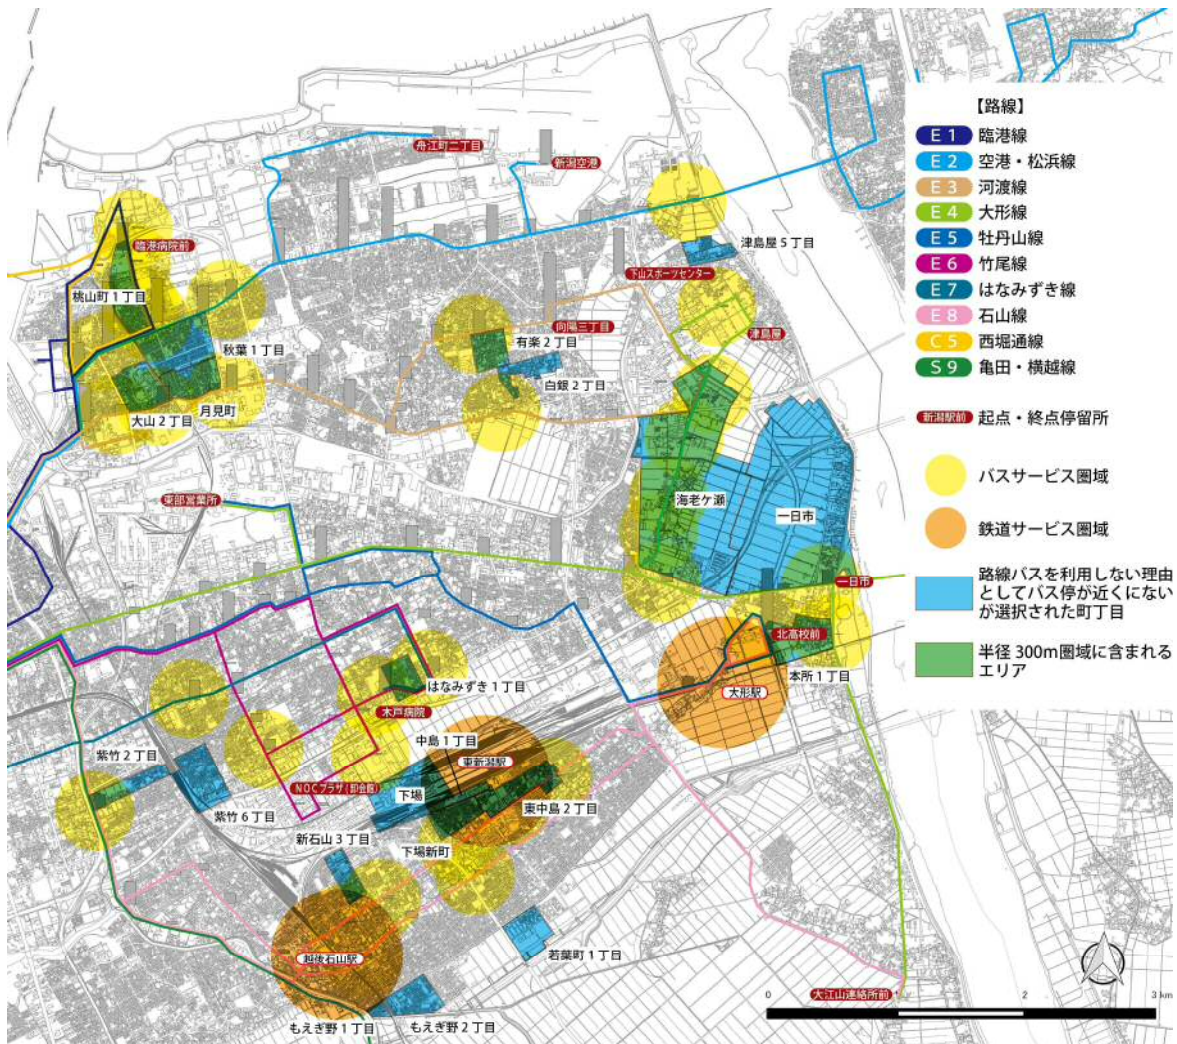 【路線】
E 1 臨港線
E 2 空港・松浜線
E 3 河渡線
E 4 大形線
E 5 牡丹山線
E 6 竹尾線
E 7 はなみずき線
E 8 石山線
C 5 西堀通線
S 9 亀田・横越線
新潟駅前 起点・終点停留所
バスサービス圏域
鉄道サービス圏域
路線バスを利用しない理由
としてバス停が近くにない
が選択された町丁目
半径 300m圏域に含まれる
エリア
舟江町二丁目
新潟空港
臨港病院前
津島屋 5 丁目
下山スポーツセンター
桃山町 1 丁目
向陽三丁目
津島屋
有楽 2 丁目
秋葉 1 丁目
白銀 2 丁目
月見町
大山 2 丁目
東部営業所
海老ケ瀬
一日市
一日市
北高校前
本所 1 丁目
大形駅
はなみずき 1 丁目
木戸病院
中島 1 丁目
紫竹 2 丁目
東新潟駅
NOCプラザ(卸会館)
下場
東中島 2 丁目
紫竹 6 丁目
新石山 3 丁目
下場新町
若葉町 1 丁目
越後石山駅
大江山連絡所前
もえぎ野 1 丁目
もえぎ野 2 丁目
0 1 2 3 km